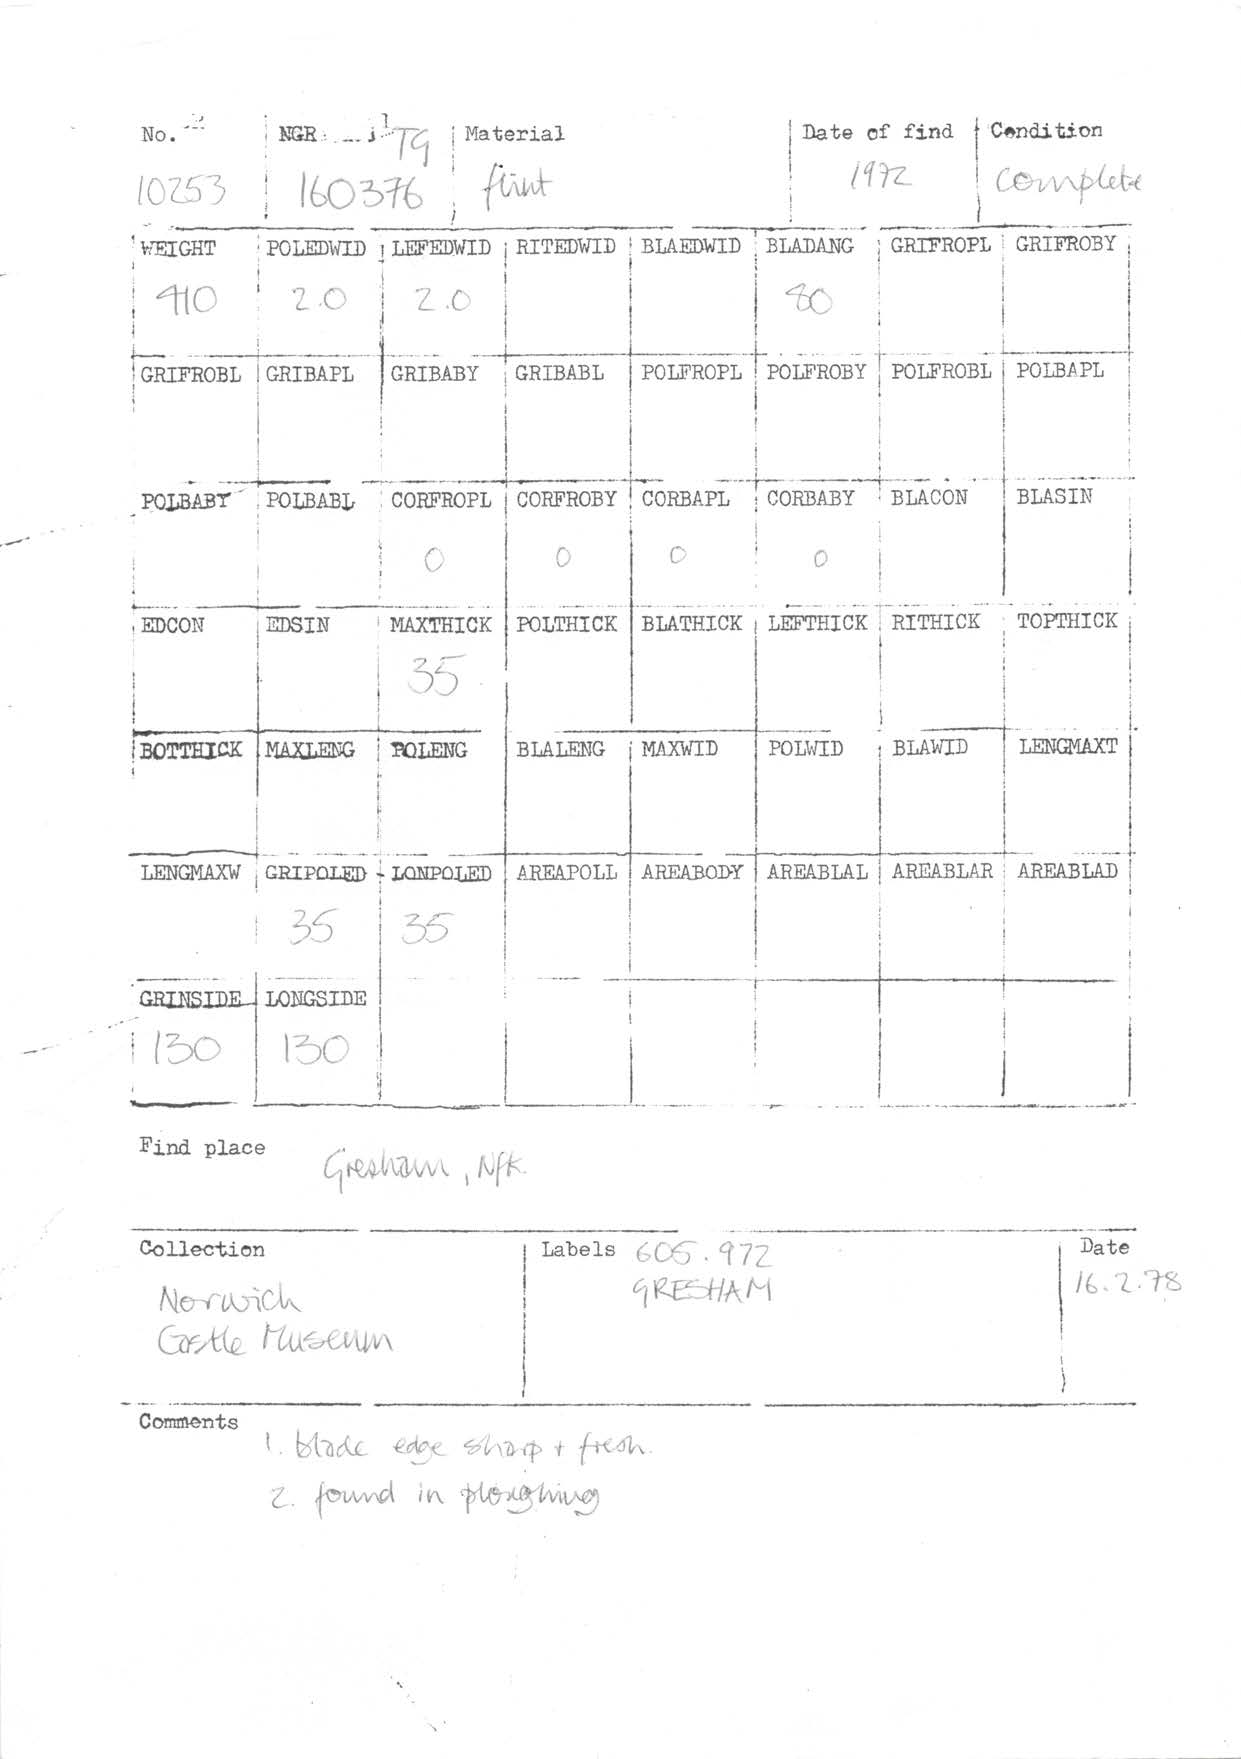 No. NGR TG Material Date of find Condition
10253 160376 flint 1972 complete
WEIGHT POLEDWID LEFEDWID RITEDWID BLAEDWID BLADANG GRIFROPL GRIFROBY
410 2.0 2.0 80
GRIFROBL GRIBAPL GRIBABY GRIBABL POLFROPL POLFROBY POLFROBL POLBAPL
POLBABY POLBABL CORFROPL CORFROBY CORBAPL CORBABY BLACON BLASIN
0 0 0 0
EDCON EDSIN MAXTHICK POLTHICK BLATHICK LEFTHICK RITHICK TOPTHICK
35
BOTTHICK MAXLENG POLENG BLALENG MAXWID POLWID BLAWID LENGMAXT
LENGMAXW GRIPOLED LONPOLED AREAPOLL AREABODY AREABLAL AREABLAR AREABLAD
35 35
GRINSIDE LONGSIDE
130 130
Find place
Gresham, Nfk.
Collection Labels 605.972 Date
GRESHAM 16.2.78
Norwich
Castle Museum
Comments
1. blade edge sharp + fresh.
2. found in ploughing